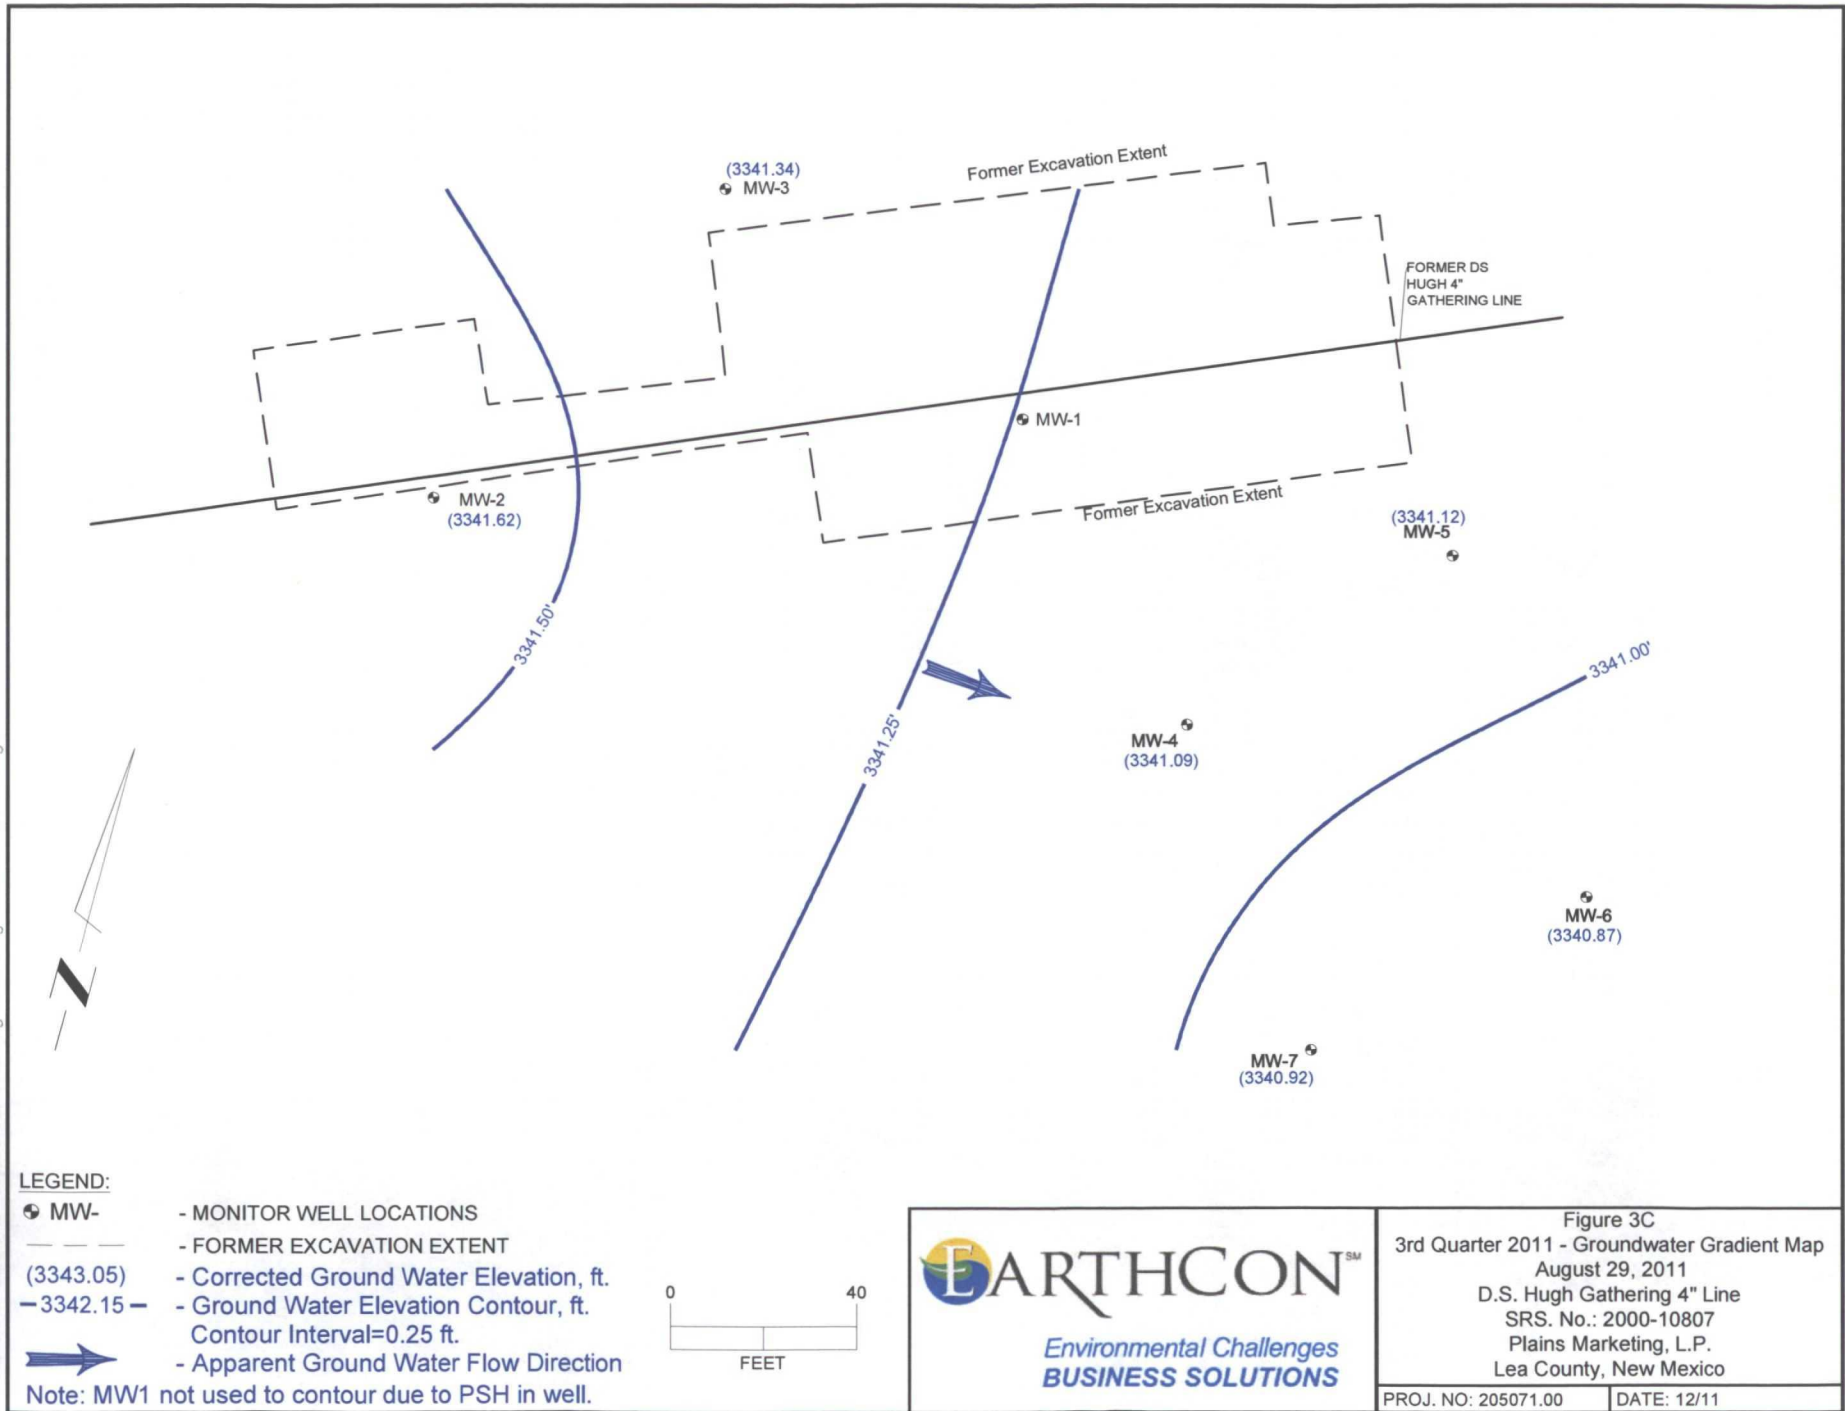 (3341.34)
MW-3
Former Excavation Extent
FORMER DS
HUGH 4"
GATHERING LINE
MW-1
MW-2
(3341.62)
Former Excavation Extent
(3341.12)
MW-5
3341.50'
3341.00'
3341.25'
MW-4
(3341.09)
MW-6
(3340.87)
N
MW-7
(3340.92)
LEGEND:
MW- - MONITOR WELL LOCATIONS
- FORMER EXCAVATION EXTENT
(3343.05) - Corrected Ground Water Elevation, ft.
3342.15 - Ground Water Elevation Contour, ft.
Contour Interval=0.25 ft.
- Apparent Ground Water Flow Direction
Note: MW1 not used to contour due to PSH in well.
0 40
FEET
EARTHCON SM
Environmental Challenges
BUSINESS SOLUTIONS
Figure 3C
3rd Quarter 2011 - Groundwater Gradient Map
August 29, 2011
D.S. Hugh Gathering 4" Line
SRS. No.: 2000-10807
Plains Marketing, L.P.
Lea County, New Mexico
PROJ. NO: 205071.00 DATE: 12/11